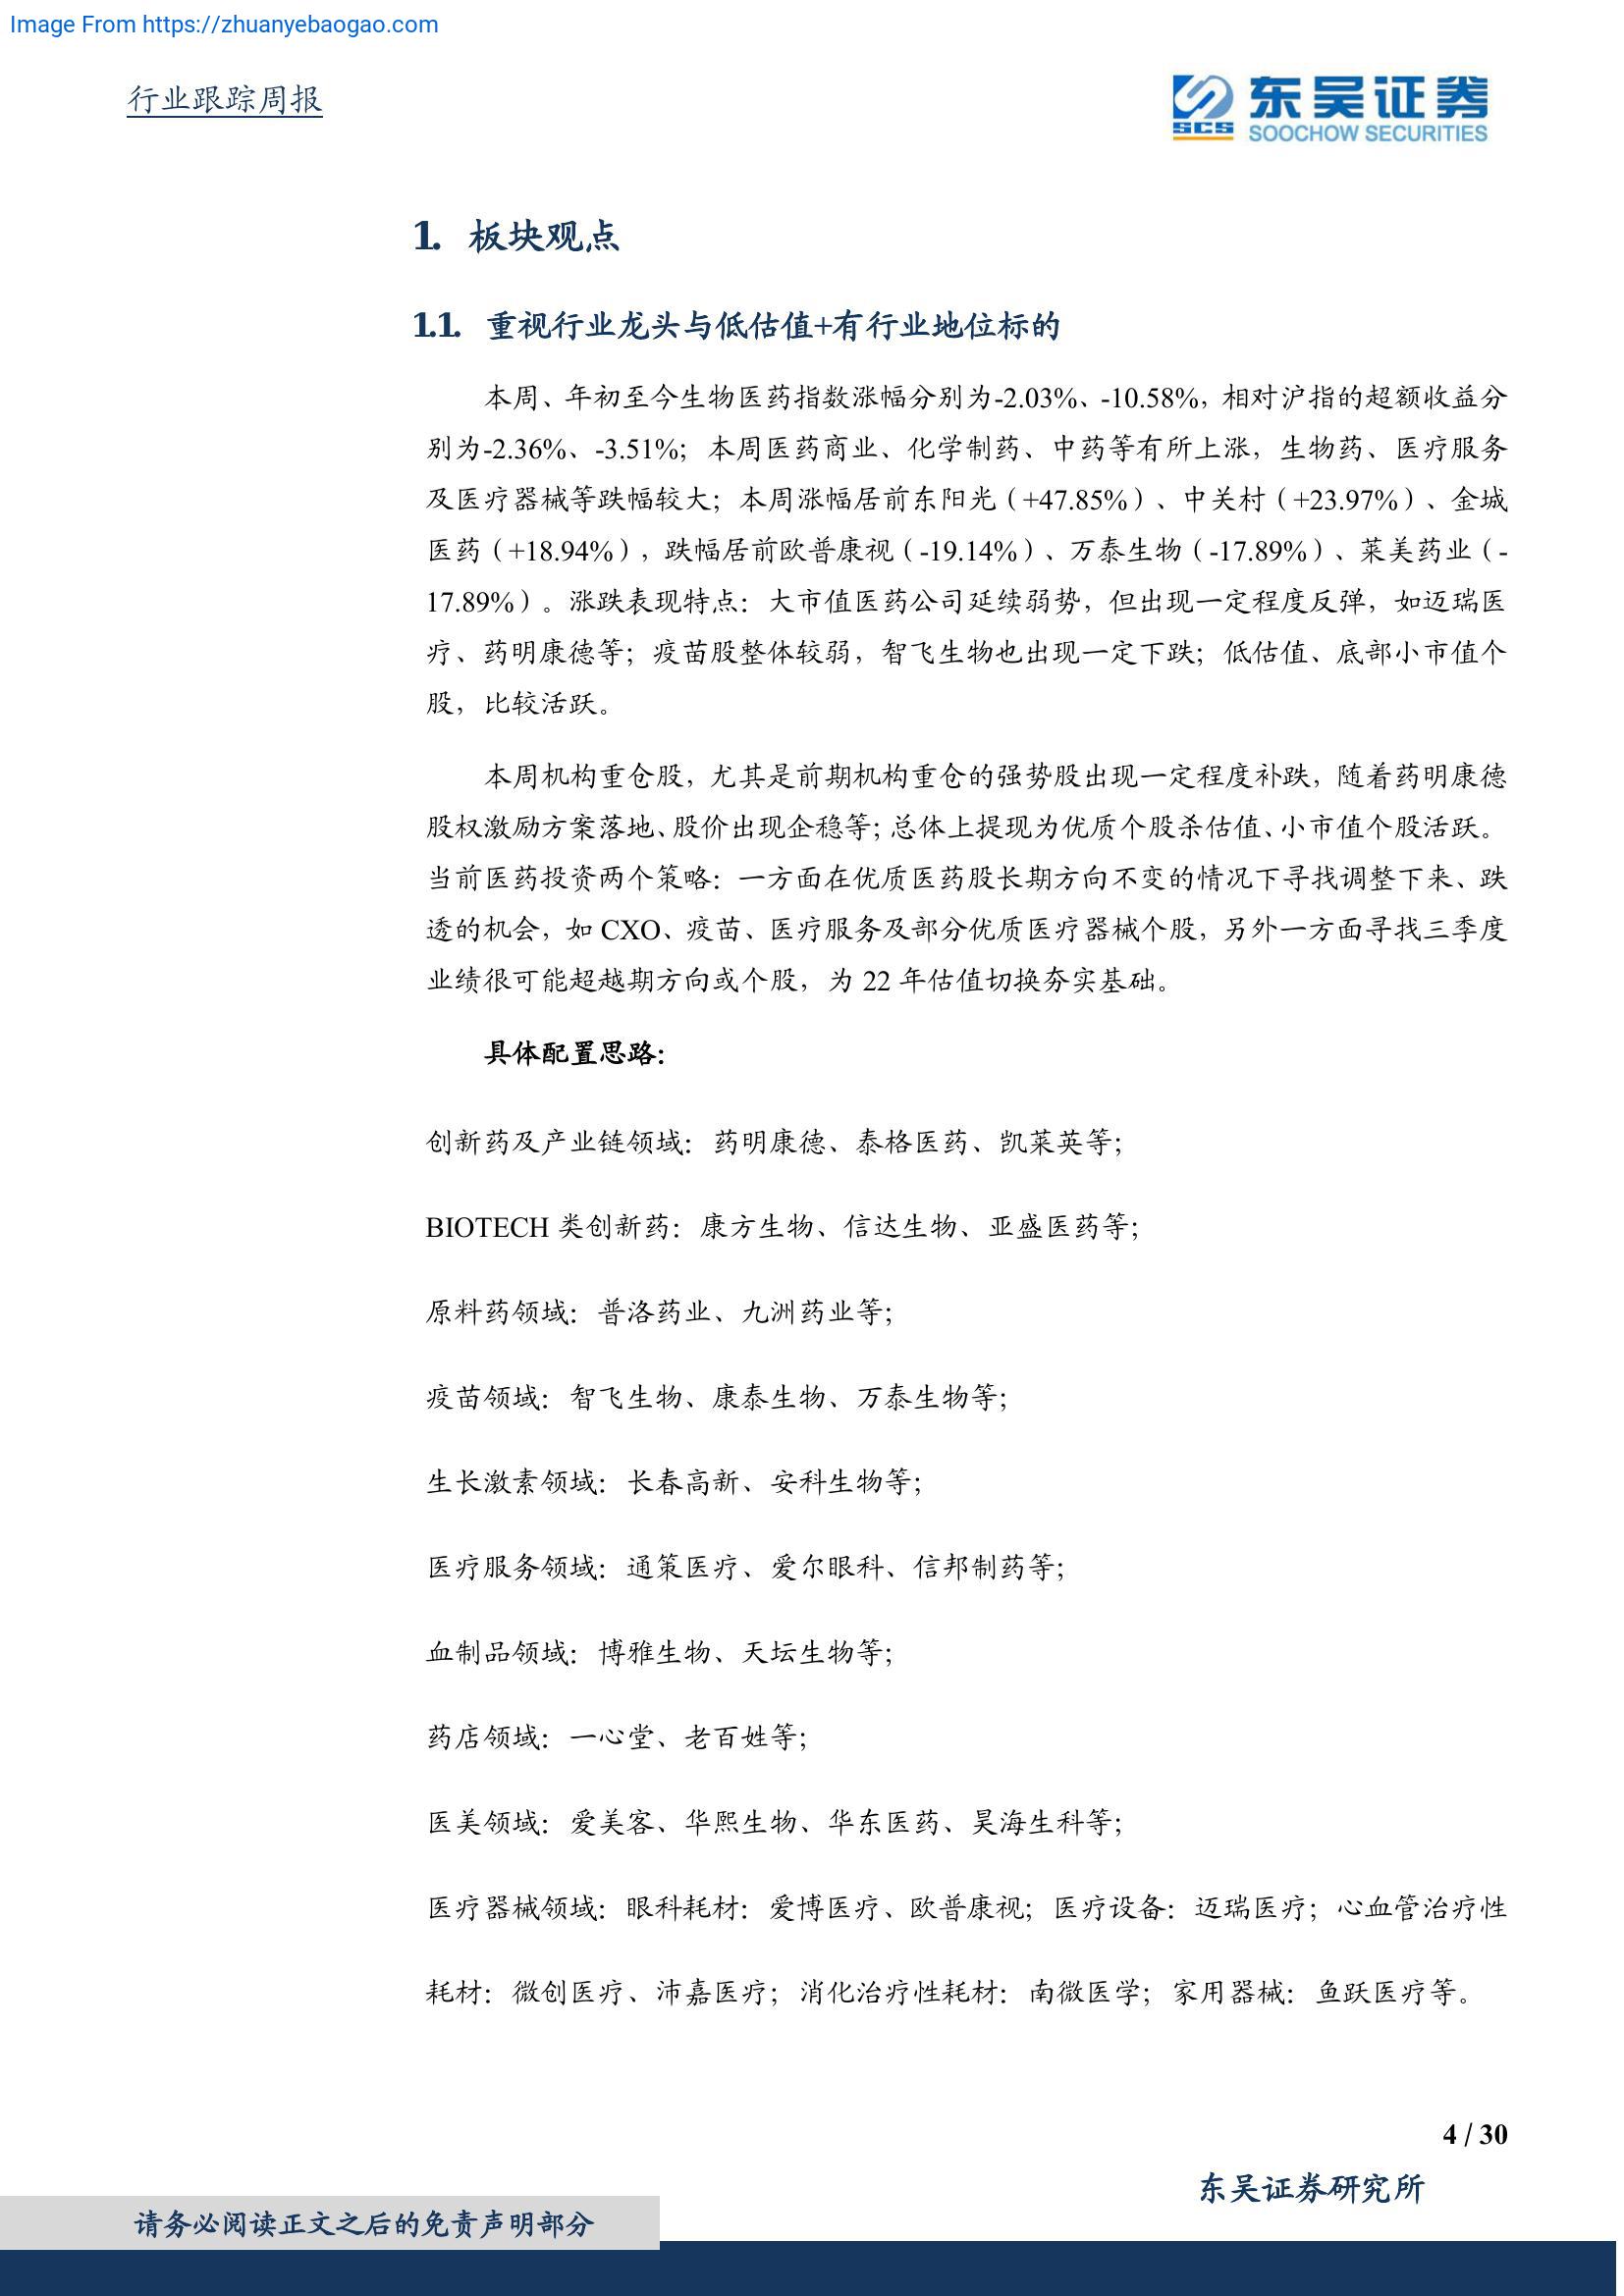 Image From https://zhuanyebaogao.com
行业跟踪周报
SCS 东吴证券
SOOCHOW SECURITIES
1. 板块观点
1.1. 重视行业龙头与低估值+有行业地位标的
本周、年初至今生物医药指数涨幅分别为-2.03%、-10.58%，相对沪指的超额收益分
别为-2.36%、-3.51%；本周医药商业、化学制药、中药等有所上涨，生物药、医疗服务
及医疗器械等跌幅较大；本周涨幅居前东阳光（+47.85%）、中关村（+23.97%）、金城
医药（+18.94%），跌幅居前欧普康视（-19.14%）、万泰生物（-17.89%）、莱美药业（-
17.89%）。涨跌表现特点：大市值医药公司延续弱势，但出现一定程度反弹，如迈瑞医
疗、药明康德等；疫苗股整体较弱，智飞生物也出现一定下跌；低估值、底部小市值个
股，比较活跃。
本周机构重仓股，尤其是前期机构重仓的强势股出现一定程度补跌，随着药明康德
股权激励方案落地、股价出现企稳等；总体上提现为优质个股杀估值、小市值个股活跃。
当前医药投资两个策略：一方面在优质医药股长期方向不变的情况下寻找调整下来、跌
透的机会，如 CXO、疫苗、医疗服务及部分优质医疗器械个股，另外一方面寻找三季度
业绩很可能超越期方向或个股，为 22 年估值切换夯实基础。
具体配置思路：
创新药及产业链领域：药明康德、泰格医药、凯莱英等；
BIOTECH 类创新药：康方生物、信达生物、亚盛医药等；
原料药领域：普洛药业、九洲药业等；
疫苗领域：智飞生物、康泰生物、万泰生物等；
生长激素领域：长春高新、安科生物等；
医疗服务领域：通策医疗、爱尔眼科、信邦制药等；
血制品领域：博雅生物、天坛生物等；
药店领域：一心堂、老百姓等；
医美领域：爱美客、华熙生物、华东医药、昊海生科等；
医疗器械领域：眼科耗材：爱博医疗、欧普康视；医疗设备：迈瑞医疗；心血管治疗性
耗材：微创医疗、沛嘉医疗；消化治疗性耗材：南微医学；家用器械：鱼跃医疗等。
4 / 30
东吴证券研究所
请务必阅读正文之后的免责声明部分